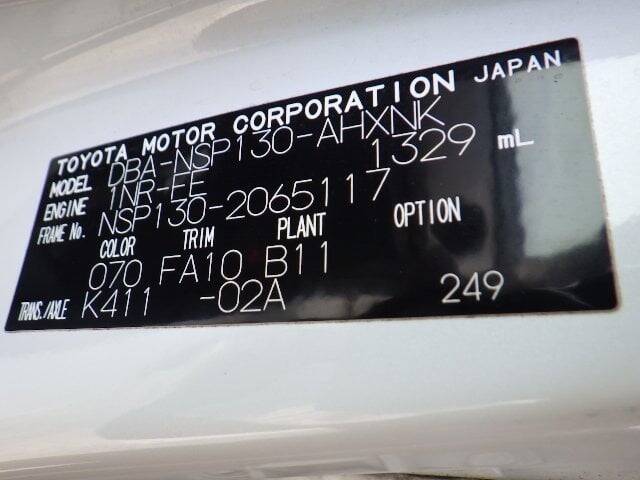 TOYOTA MOTOR CORPORATION JAPAN
MODEL DBA-NSP130-AHXNK
ENGINE 1NR-FE 1329 mL
FRAME No. NSP130-2065117
COLOR TRIM PLANT OPTION
070 FA10 B11
TRANS./AXLE K411 -02A 249